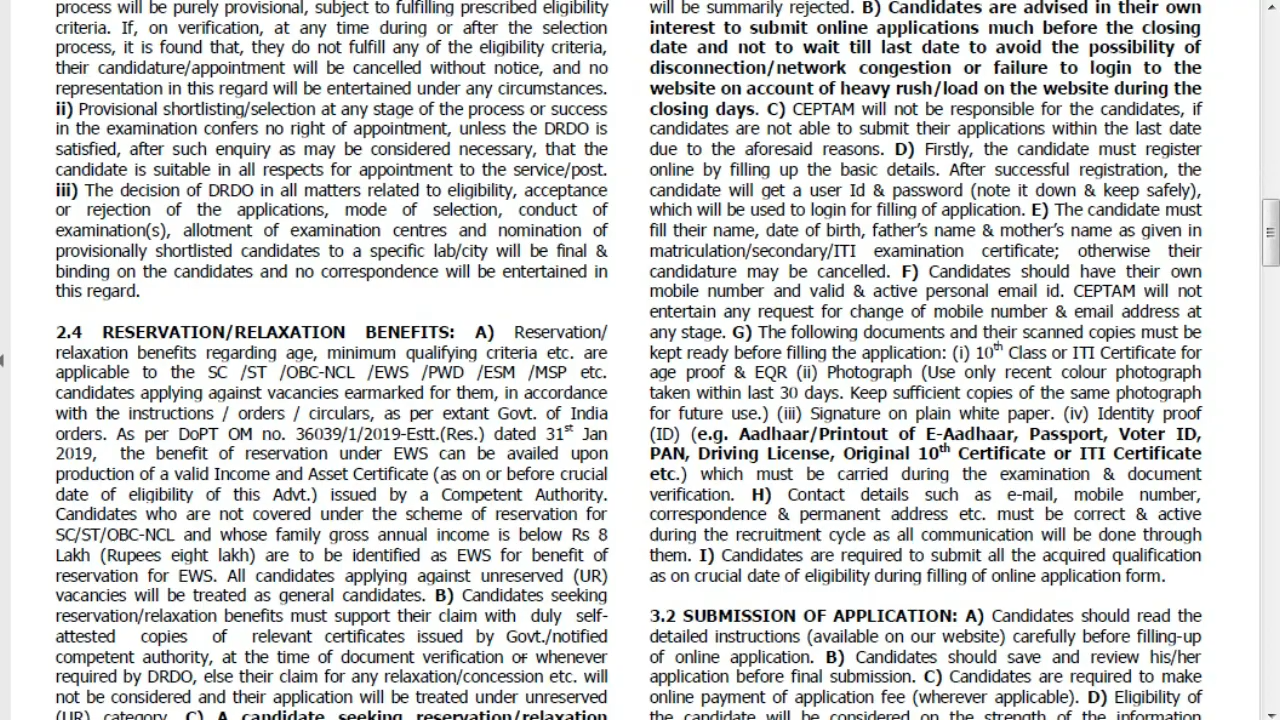 process will be purely provisional, subject to fulfilling prescribed eligibility
criteria. If, on verification, at any time during or after the selection
process, it is found that, they do not fulfill any of the eligibility criteria,
their candidature/appointment will be cancelled without notice, and no
representation in this regard will be entertained under any circumstances.
ii) Provisional shortlisting/selection at any stage of the process or success
in the examination confers no right of appointment, unless the DRDO is
satisfied, after such enquiry as may be considered necessary, that the
candidate is suitable in all respects for appointment to the service/post.
iii) The decision of DRDO in all matters related to eligibility, acceptance
or rejection of the applications, mode of selection, conduct of
examination(s), allotment of examination centres and nomination of
provisionally shortlisted candidates to a specific lab/city will be final &
binding on the candidates and no correspondence will be entertained in
this regard.
2.4 RESERVATION/RELAXATION BENEFITS: A) Reservation/
relaxation benefits regarding age, minimum qualifying criteria etc. are
applicable to the SC /ST /OBC-NCL /EWS /PWD /ESM /MSP etc.
candidates applying against vacancies earmarked for them, in accordance
with the instructions / orders / circulars, as per extant Govt. of India
orders. As per DoPT OM no. 36039/1/2019-Estt.(Res.) dated 31st Jan
2019, the benefit of reservation under EWS can be availed upon
production of a valid Income and Asset Certificate (as on or before crucial
date of eligibility of this Advt.) issued by a Competent Authority.
Candidates who are not covered under the scheme of reservation for
SC/ST/OBC-NCL and whose family gross annual income is below Rs 8
Lakh (Rupees eight lakh) are to be identified as EWS for benefit of
reservation for EWS. All candidates applying against unreserved (UR)
vacancies will be treated as general candidates. B) Candidates seeking
reservation/relaxation benefits must support their claim with duly self-
attested copies of relevant certificates issued by Govt./notified
competent authority, at the time of document verification or whenever
required by DRDO, else their claim for any relaxation/concession etc. will
not be considered and their application will be treated under unreserved
(UR) category. C) A candidate seeking reservation/relaxation
will be summarily rejected. B) Candidates are advised in their own
interest to submit online applications much before the closing
date and not to wait till last date to avoid the possibility of
disconnection/network congestion or failure to login to the
website on account of heavy rush/load on the website during the
closing days. C) CEPTAM will not be responsible for the candidates, if
candidates are not able to submit their applications within the last date
due to the aforesaid reasons. D) Firstly, the candidate must register
online by filling up the basic details. After successful registration, the
candidate will get a user Id & password (note it down & keep safely),
which will be used to login for filling of application. E) The candidate must
fill their name, date of birth, father's name & mother's name as given in
matriculation/secondary/ITI examination certificate; otherwise their
candidature may be cancelled. F) Candidates should have their own
mobile number and valid & active personal email id. CEPTAM will not
entertain any request for change of mobile number & email address at
any stage. G) The following documents and their scanned copies must be
kept ready before filling the application: (i) 10th Class or ITI Certificate for
age proof & EQR (ii) Photograph (Use only recent colour photograph
taken within last 30 days. Keep sufficient copies of the same photograph
for future use.) (iii) Signature on plain white paper. (iv) Identity proof
(ID) (e.g. Aadhaar/Printout of E-Aadhaar, Passport, Voter ID,
PAN, Driving License, Original 10th Certificate or ITI Certificate
etc.) which must be carried during the examination & document
verification. H) Contact details such as e-mail, mobile number,
correspondence & permanent address etc. must be correct & active
during the recruitment cycle as all communication will be done through
them. I) Candidates are required to submit all the acquired qualification
as on crucial date of eligibility during filling of online application form.
3.2 SUBMISSION OF APPLICATION: A) Candidates should read the
detailed instructions (available on our website) carefully before filling-up
of online application. B) Candidates should save and review his/her
application before final submission. C) Candidates are required to make
online payment of application fee (wherever applicable). D) Eligibility of
the candidate will be considered on the strength of the information